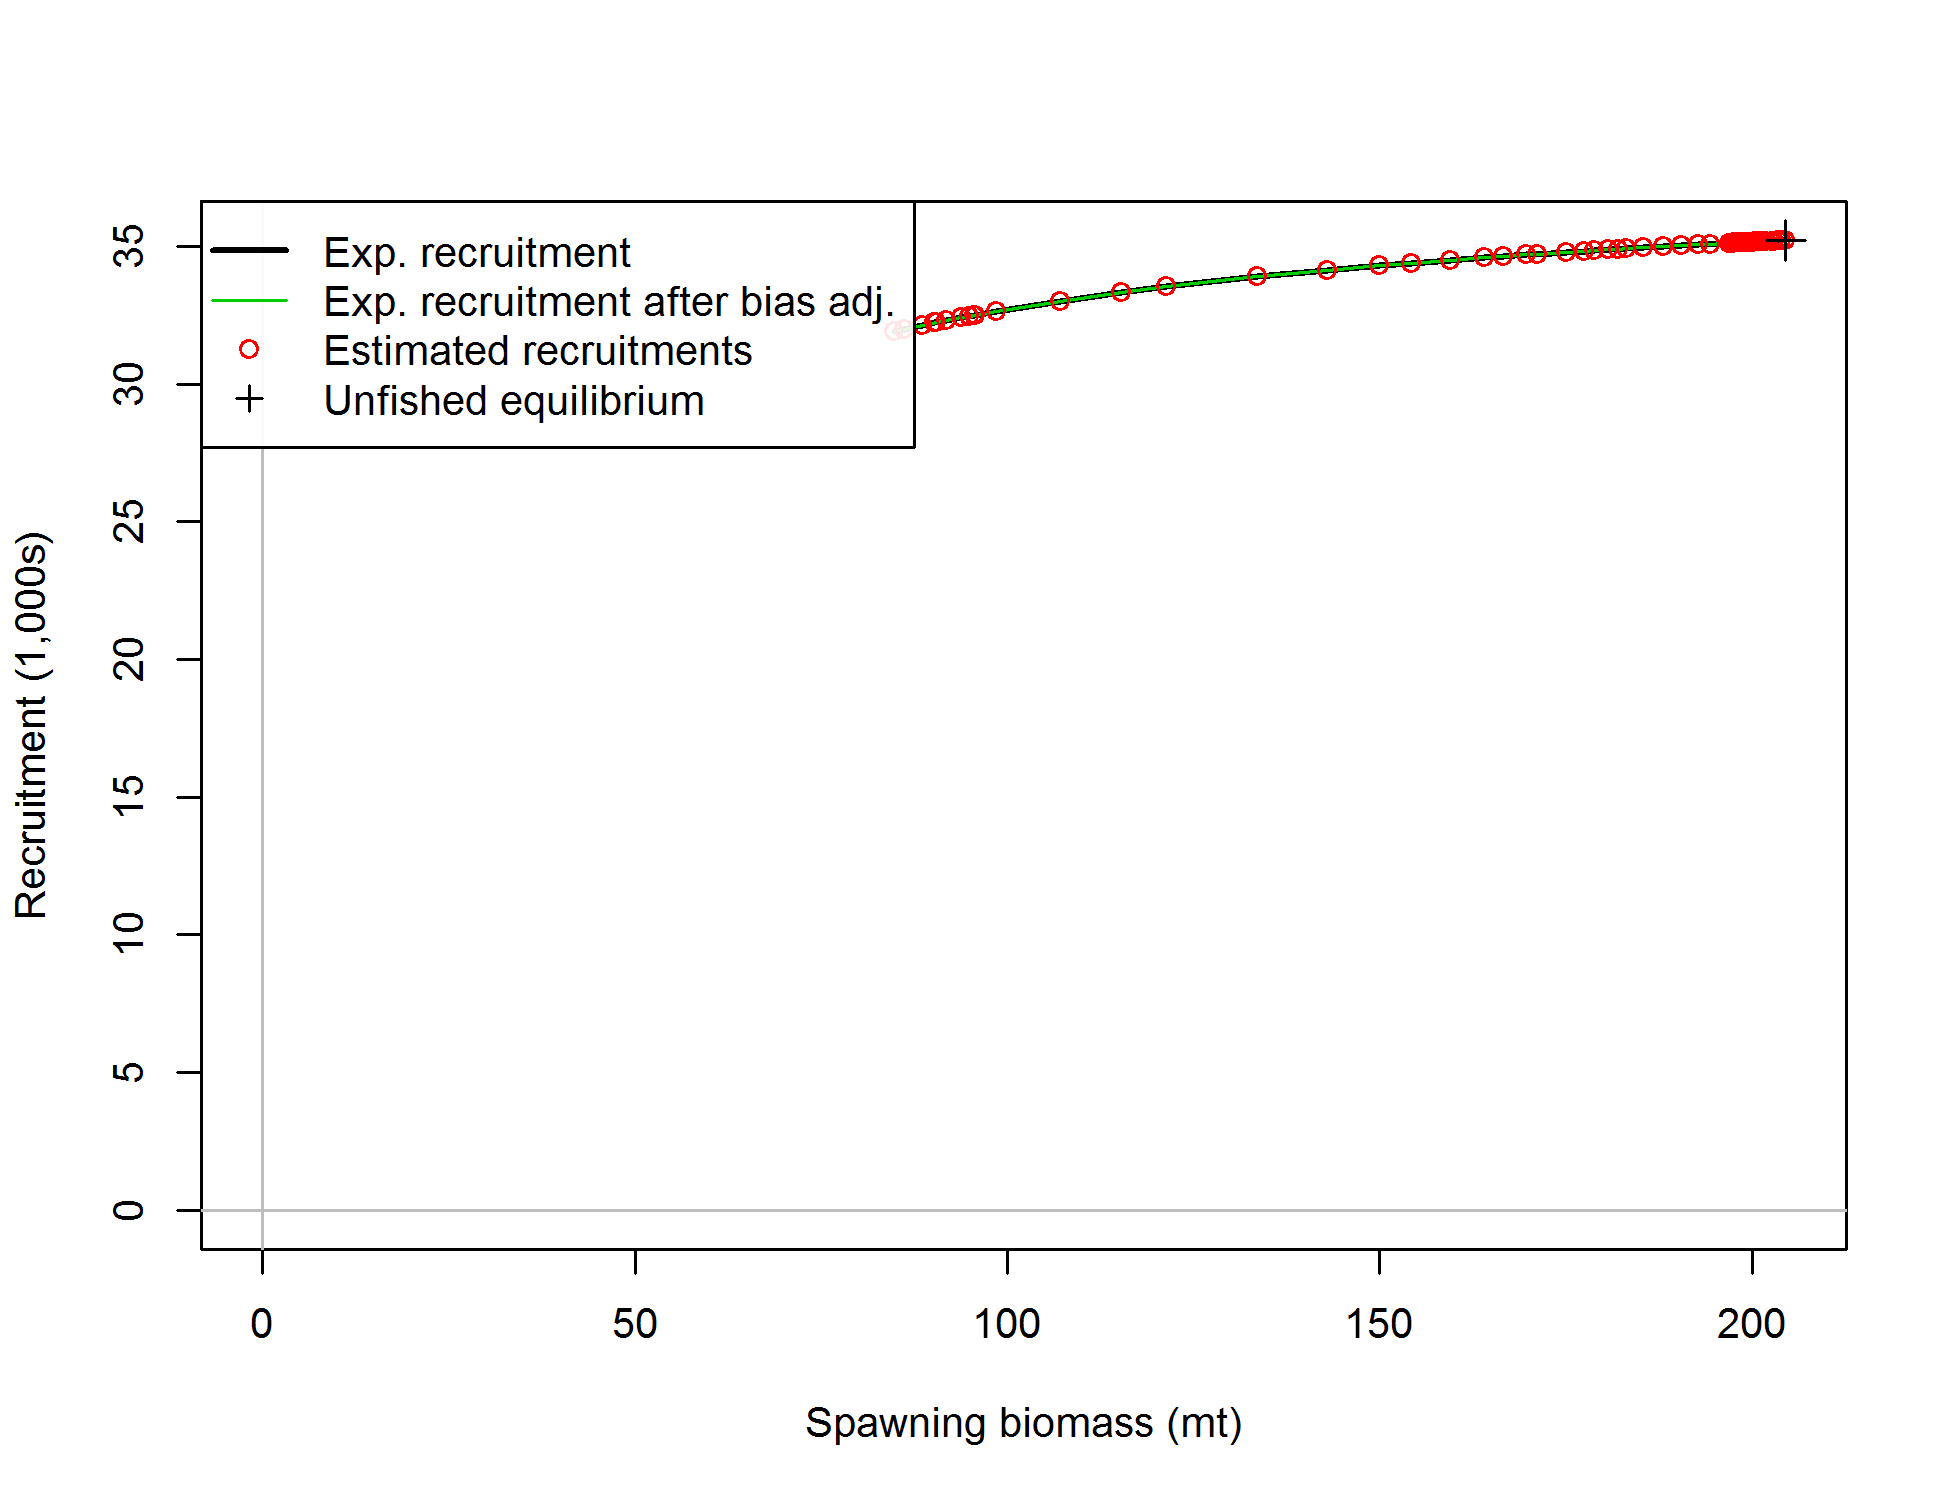 Exp. recruitment
Exp. recruitment after bias adj.
Estimated recruitments
Unfished equilibrium
Recruitment (1,000s)
35
30
25
20
15
10
5
0
0 50 100 150 200
Spawning biomass (mt)